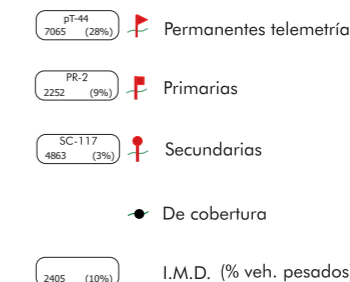 pT-44
7065 (28%)
Permanentes telemetría
PR-2
2252 (9%)
Primarias
SC-117
4863 (3%)
Secundarias
De cobertura
2405 (10%)
I.M.D. (% veh. pesados